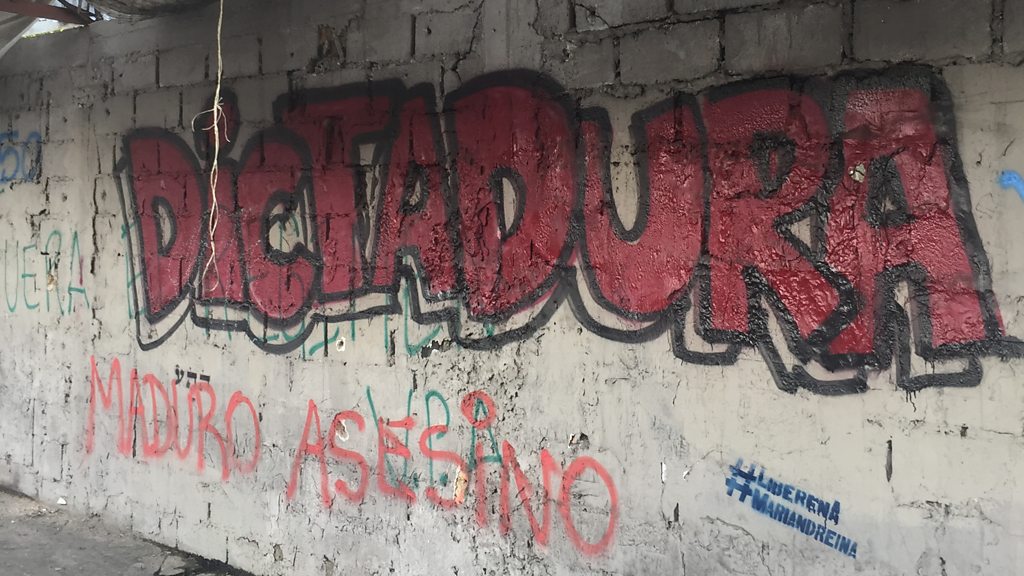 DiCTADURA
MADURO ASESINO
#LIBERENA
#MARIANDREINA